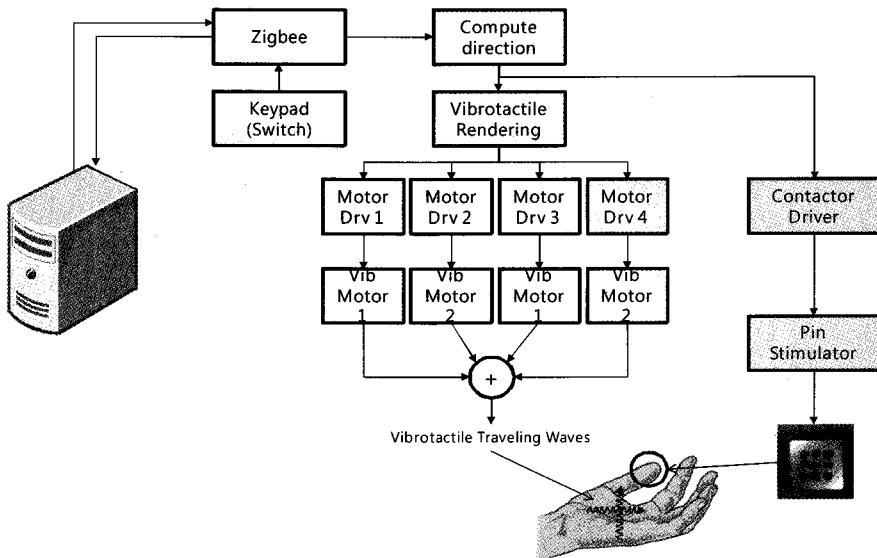 Zigbee
Compute
direction
Keypad
(Switch)
Vibrotactile
Rendering
Motor
Drv 1
Motor
Drv 2
Motor
Drv 3
Motor
Drv 4
Contactor
Driver
Vib
Motor
1
Vib
Motor
2
Vib
Motor
1
Vib
Motor
2
Pin
Stimulator
+
Vibrotactile Traveling Waves